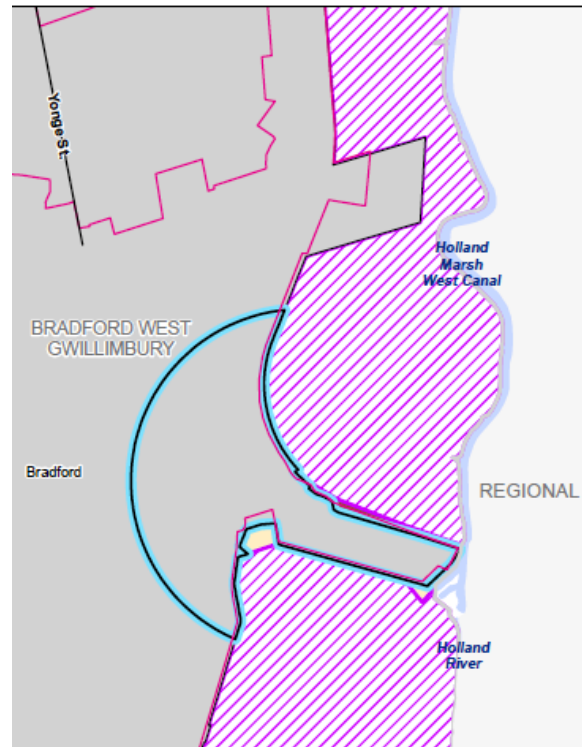 Yonge St.
Holland
Marsh
West Canal
BRADFORD WEST
GWILLIMBURY
Bradford
REGIONAL
Holland
River